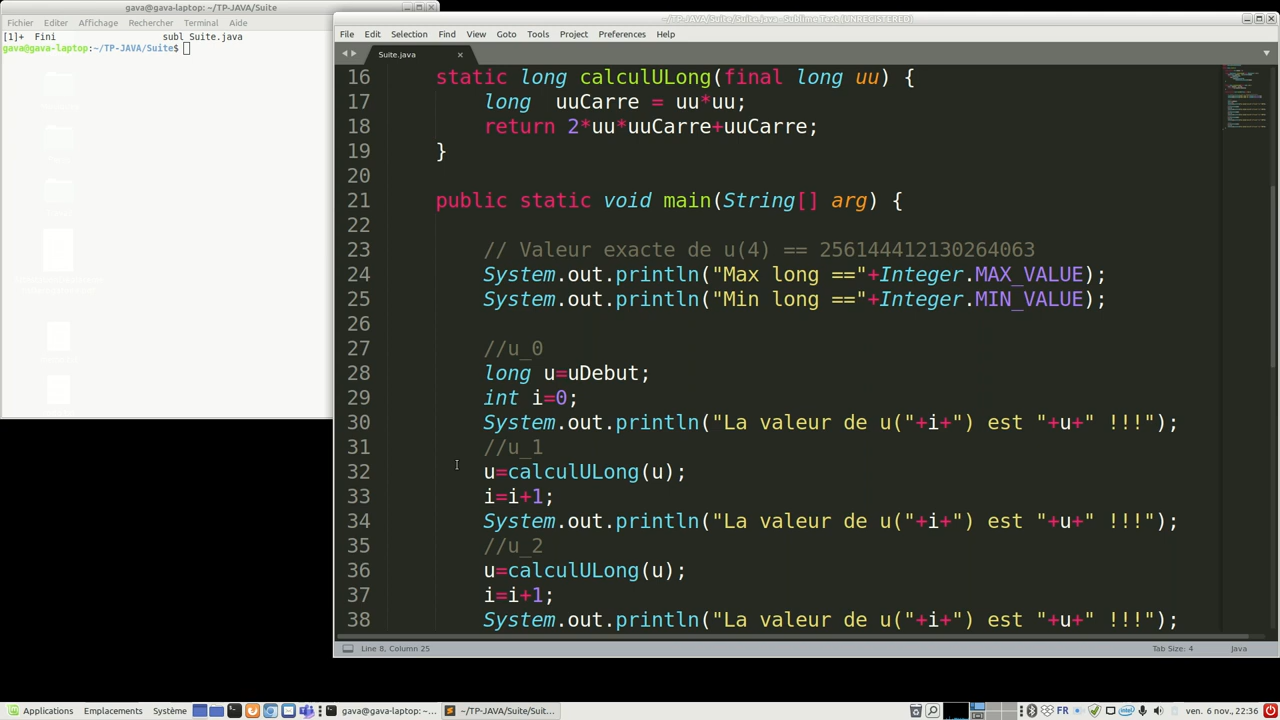 gava@gava-laptop: ~/TP-JAVA/Suite
Fichier Editer Affichage Rechercher Terminal Aide
[1]+  Fini                    subl Suite.java
gava@gava-laptop:~/TP-JAVA/Suite$
~/TP-JAVA/Suite/Suite.java - Sublime Text (UNREGISTERED)
File Edit Selection Find View Goto Tools Project Preferences Help
Suite.java ×
16     static long calculULong(final long uu) {
17         long  uuCarre = uu*uu;
18         return 2*uu*uuCarre+uuCarre;
19     }
20
21     public static void main(String[] arg) {
22
23         // Valeur exacte de u(4) == 256144412130264063
24         System.out.println("Max long =="+Integer.MAX_VALUE);
25         System.out.println("Min long =="+Integer.MIN_VALUE);
26
27         //u_0
28         long u=uDebut;
29         int i=0;
30         System.out.println("La valeur de u("+i+") est "+u+" !!!");
31         //u_1
32         u=calculULong(u);
33         i=i+1;
34         System.out.println("La valeur de u("+i+") est "+u+" !!!");
35         //u_2
36         u=calculULong(u);
37         i=i+1;
38         System.out.println("La valeur de u("+i+") est "+u+" !!!");
Line 8, Column 25 Tab Size: 4 Java
Applications Emplacements Système gava@gava-laptop: ~... ~/TP-JAVA/Suite/Suit... FR ven. 6 nov., 22:36